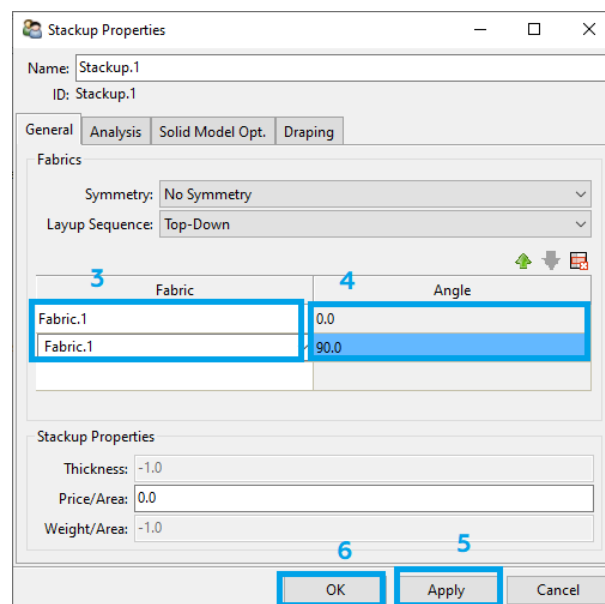 Stackup Properties
Name: Stackup.1
ID: Stackup.1
General Analysis Solid Model Opt. Draping
Fabrics
Symmetry: No Symmetry
Layup Sequence: Top-Down
3 4
Fabric Angle
Fabric.1 0.0
Fabric.1 90.0
Stackup Properties
Thickness: -1.0
Price/Area: 0.0
Weight/Area: -1.0
6 5
OK Apply Cancel